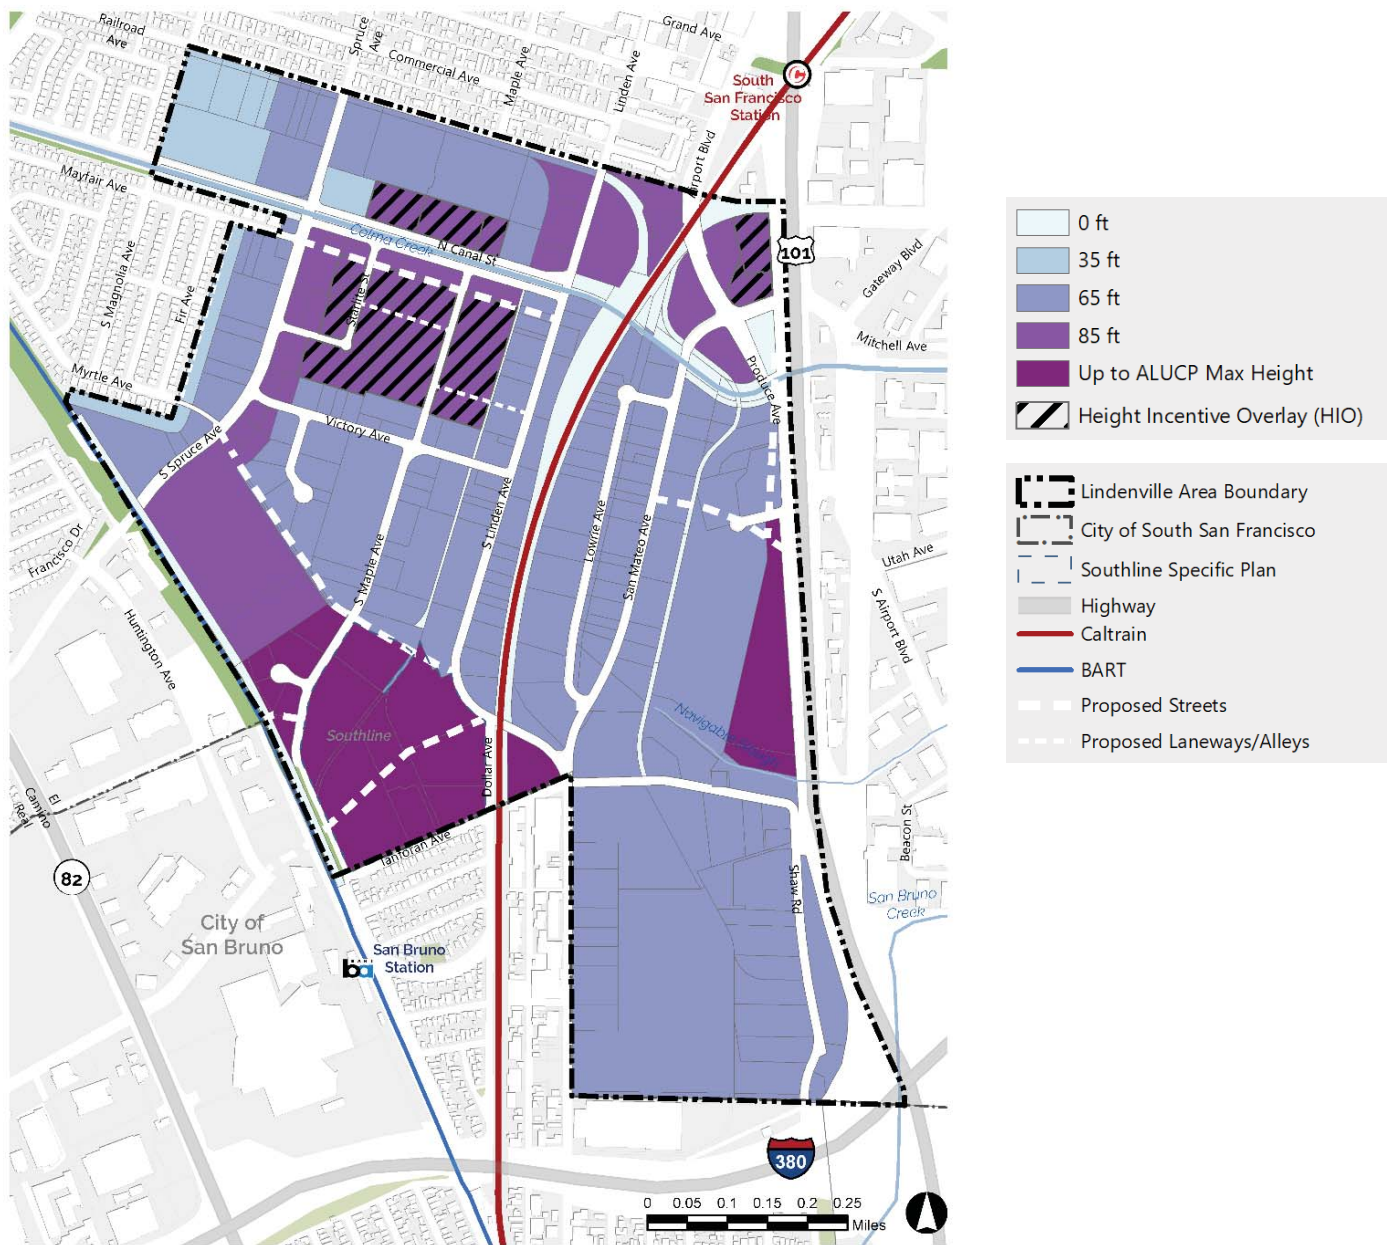 Railroad
Ave
Spruce
Ave
Commercial Ave
Maple Ave
Grand Ave
Linden Ave
South
San Francisco
Station
Airport Blvd
Mayfair Ave
S Magnolia Ave
Fir Ave
Myrtle Ave
Colma Creek
N Canal St
Starlite St
101
Gateway Blvd
Mitchell Ave
Produce Ave
Victory Ave
S Spruce Ave
S Linden Ave
Lowrie Ave
San Mateo Ave
S Maple Ave
Utah Ave
S Airport Blvd
Francisco Dr
Huntington Ave
Southline
Navigable Slough
Dollar Ave
Tanforan Ave
El
Camino
Real
82
Shaw Rd
Beacon St
San Bruno
Creek
City of
San Bruno
ba
San Bruno
Station
380
0 0.05 0.1 0.15 0.2 0.25
Miles
0 ft
35 ft
65 ft
85 ft
Up to ALUCP Max Height
Height Incentive Overlay (HIO)
Lindenville Area Boundary
City of South San Francisco
Southline Specific Plan
Highway
Caltrain
BART
Proposed Streets
Proposed Laneways/Alleys